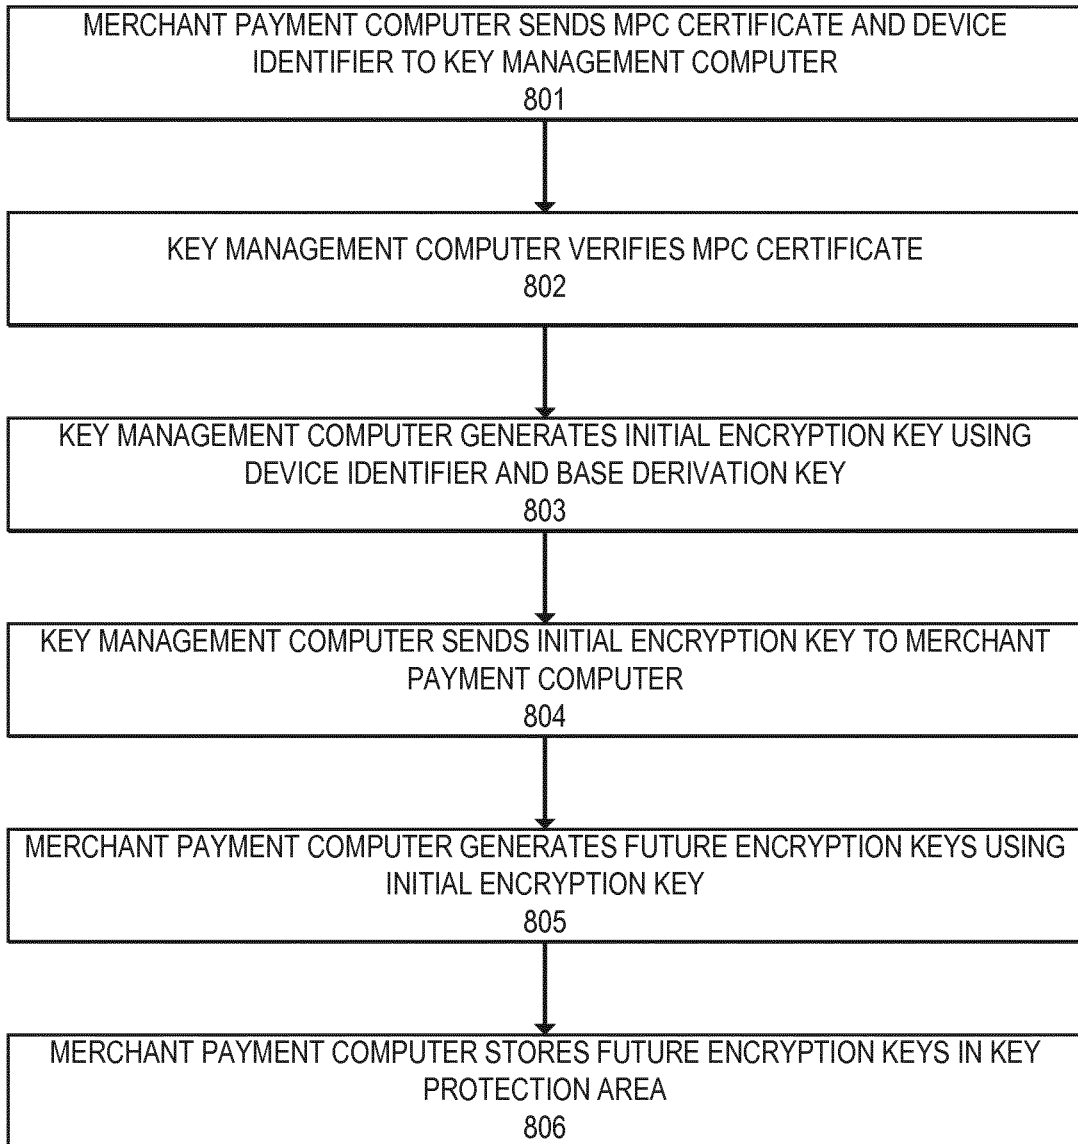 MERCHANT PAYMENT COMPUTER SENDS MPC CERTIFICATE AND DEVICE
IDENTIFIER TO KEY MANAGEMENT COMPUTER
801
KEY MANAGEMENT COMPUTER VERIFIES MPC CERTIFICATE
802
KEY MANAGEMENT COMPUTER GENERATES INITIAL ENCRYPTION KEY USING
DEVICE IDENTIFIER AND BASE DERIVATION KEY
803
KEY MANAGEMENT COMPUTER SENDS INITIAL ENCRYPTION KEY TO MERCHANT
PAYMENT COMPUTER
804
MERCHANT PAYMENT COMPUTER GENERATES FUTURE ENCRYPTION KEYS USING
INITIAL ENCRYPTION KEY
805
MERCHANT PAYMENT COMPUTER STORES FUTURE ENCRYPTION KEYS IN KEY
PROTECTION AREA
806